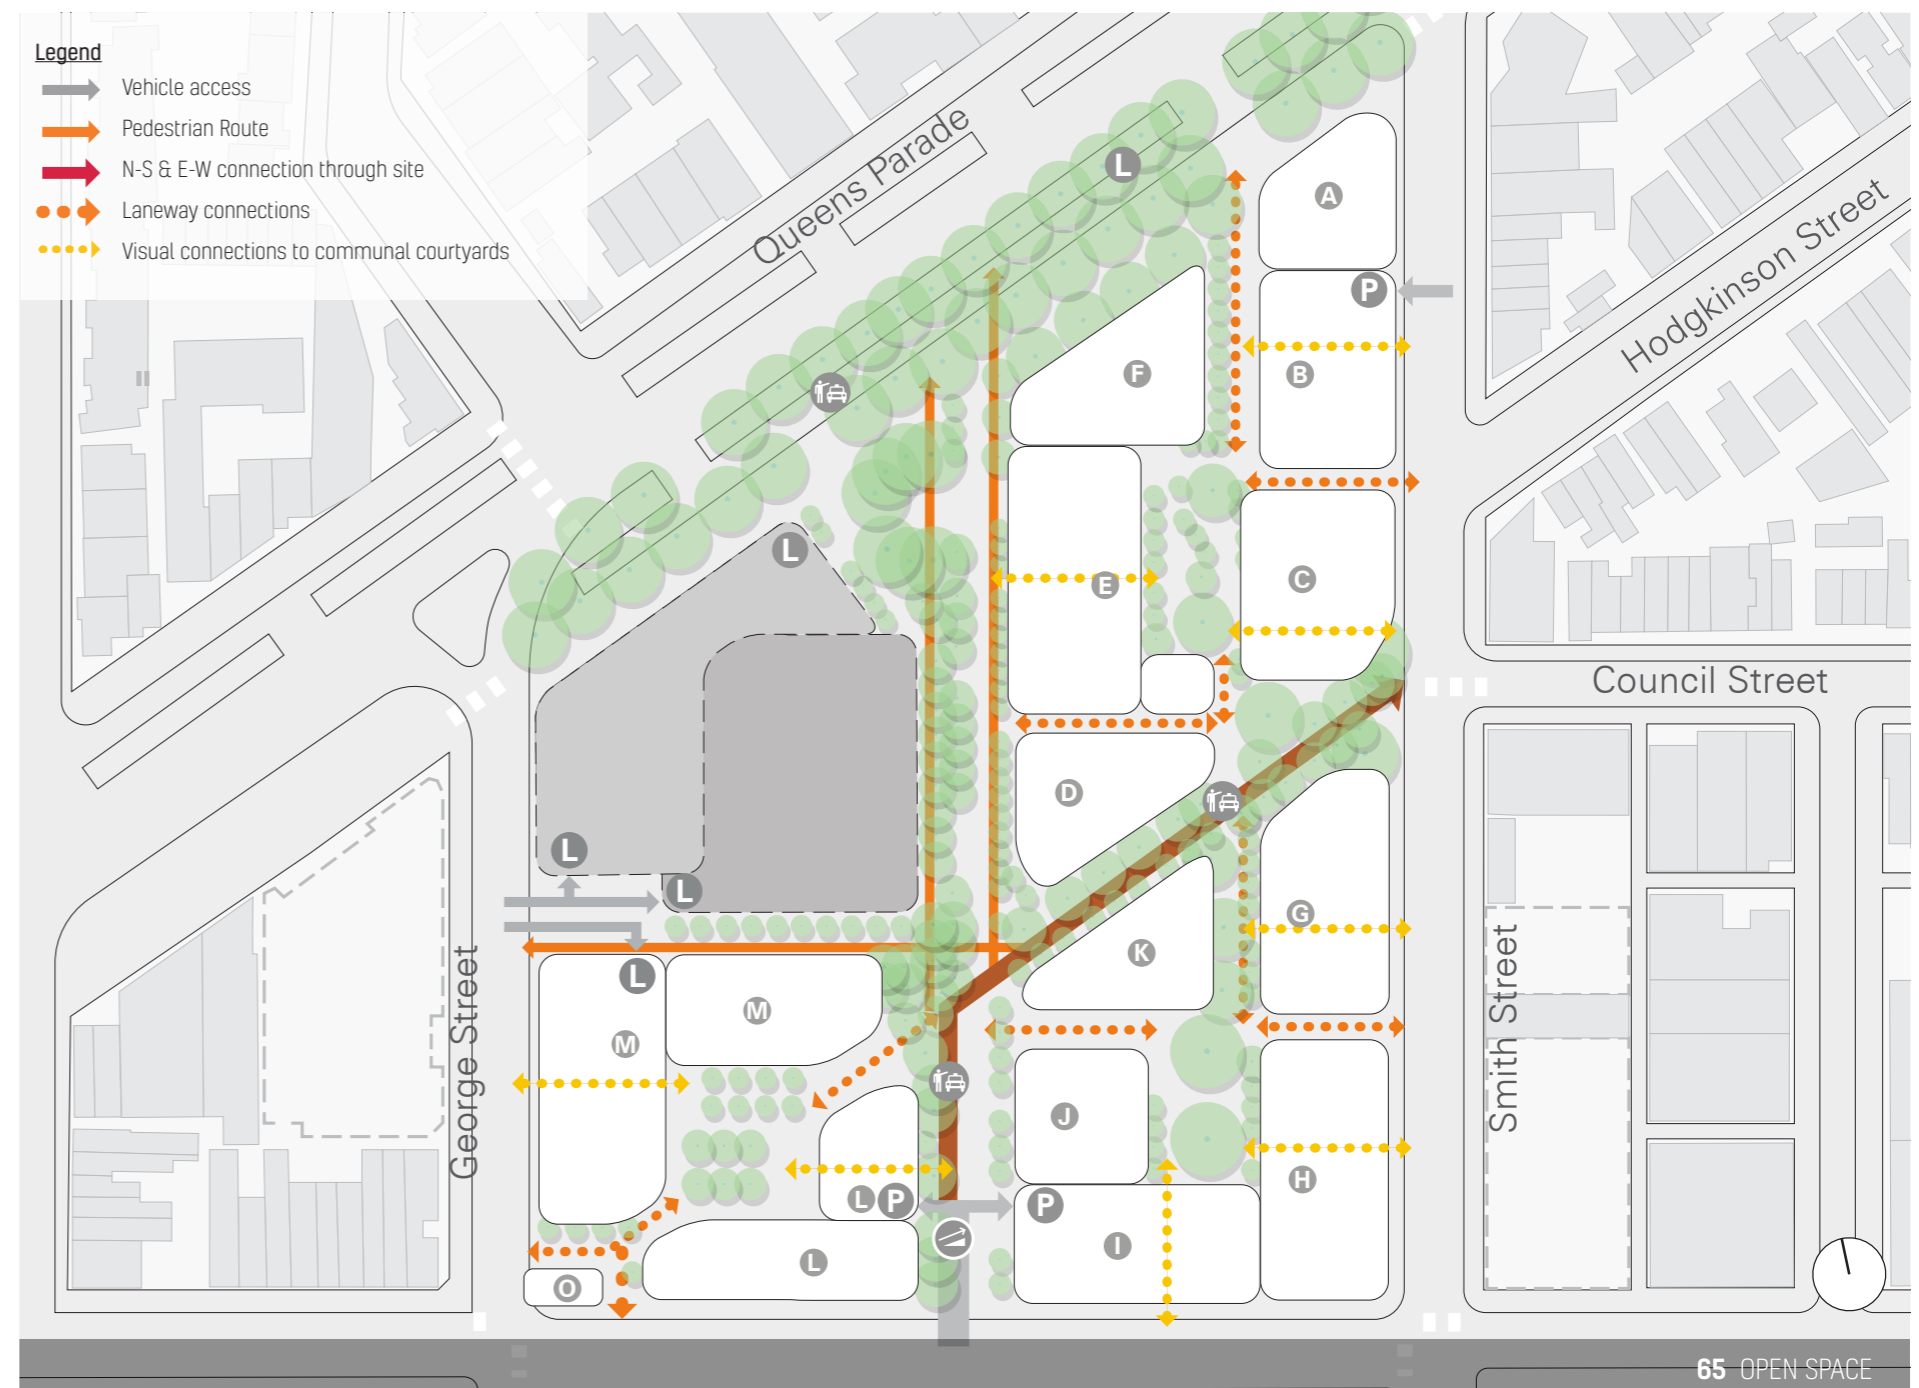 Legend
Vehicle access
Pedestrian Route
N-S & E-W connection through site
Laneway connections
Visual connections to communal courtyards
Queens Parade
L
A
Hodgkinson Street
P
F
B
L
E
C
Council Street
D
L
L
G
K
George Street
L
M
M
Smith Street
J
H
L
P
P
I
L
O
65 OPEN SPACE